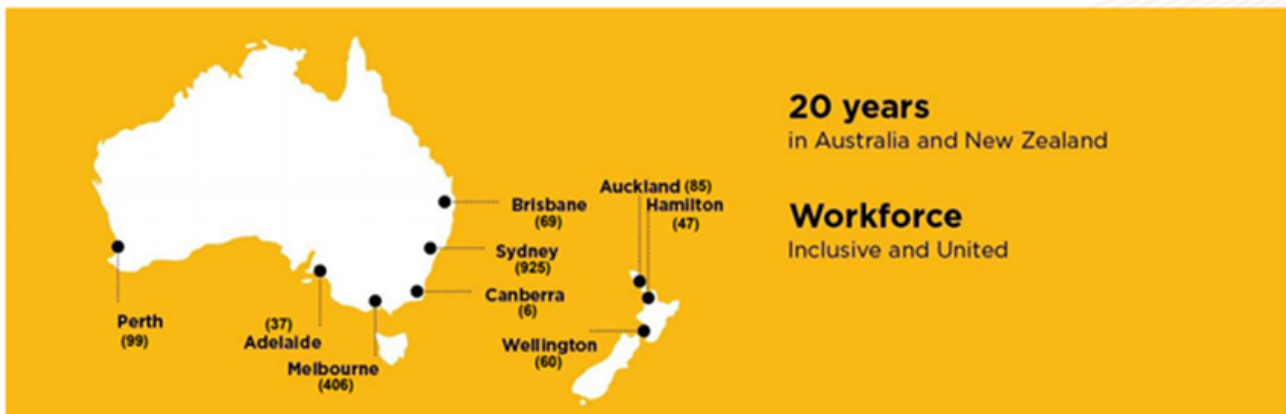 20 years
in Australia and New Zealand
Workforce
Inclusive and United
Auckland (85)
Hamilton
(47)
Brisbane
(69)
Sydney
(925)
Canberra
(6)
Wellington
(60)
Perth
(99)
(37)
Adelaide
Melbourne
(406)